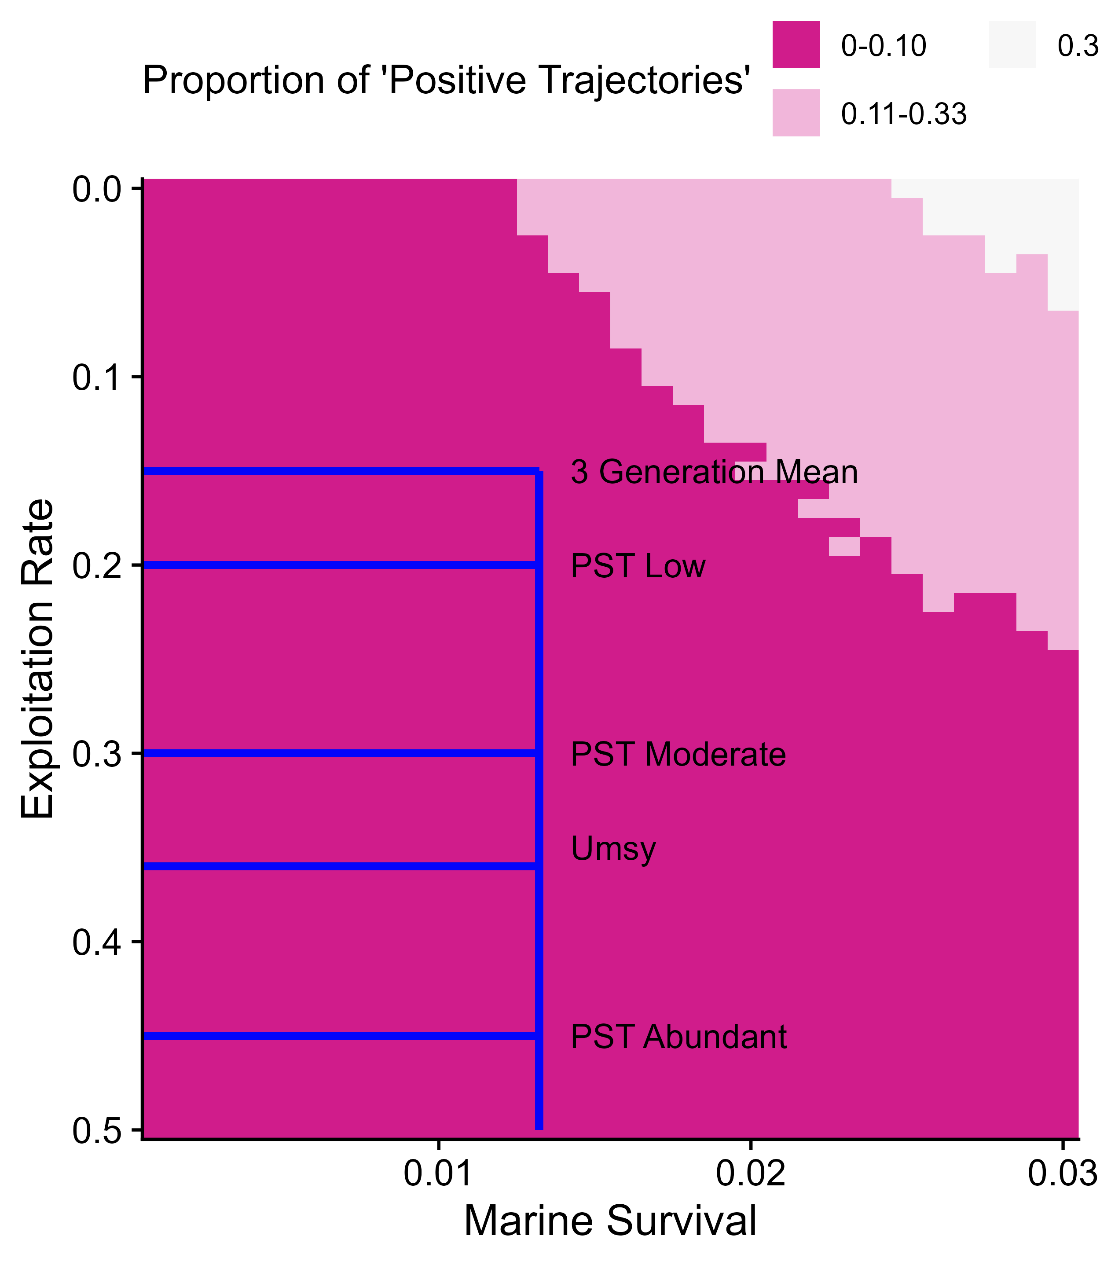 Proportion of 'Positive Trajectories'
0-0.10
0.11-0.33
0.3
0.0
0.1
0.2
0.3
0.4
0.5
Exploitation Rate
3 Generation Mean
PST Low
PST Moderate
Umsy
PST Abundant
0.01
0.02
0.03
Marine Survival